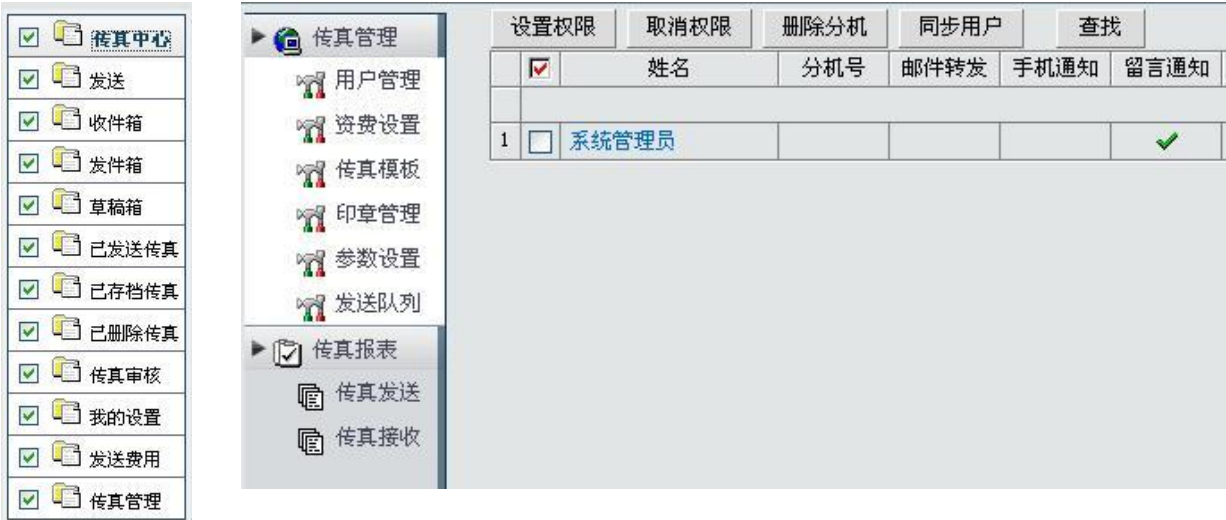 传真中心
发送
收件箱
发件箱
草稿箱
已发送传真
已存档传真
已删除传真
传真审核
我的设置
发送费用
传真管理
传真管理
用户管理
资费设置
传真模板
印章管理
参数设置
发送队列
传真报表
传真发送
传真接收
设置权限 取消权限 删除分机 同步用户 查找
姓名 分机号 邮件转发 手机通知 留言通知
1 系统管理员